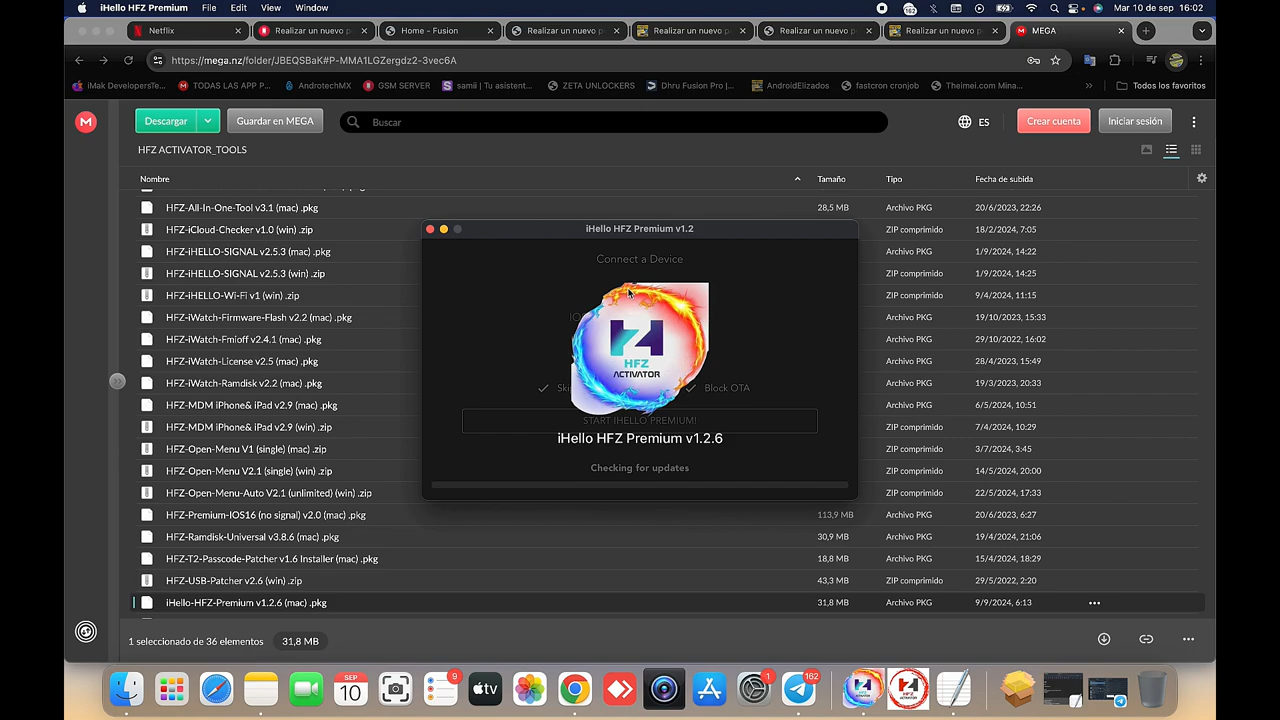 iHello HFZ Premium File Edit View Window 162 Mar 10 de sep 16:02
Netflix Realizar un nuevo p Home - Fusion Realizar un nuevo p Realizar un nuevo p Realizar un nuevo p Realizar un nuevo p MEGA
https://mega.nz/folder/JBEQSBaK#P-MMA1LGZergdz2-3vec6A
iMak DevelopersTe... TODAS LAS APP P... AndrotechMX GSM SERVER samii | Tu asistent... ZETA UNLOCKERS Dhru Fusion Pro |... AndroidElizados fastcron cronjob Theimei.com Mina... » Todos los favoritos
Descargar Guardar en MEGA Buscar ES Crear cuenta Iniciar sesión
HFZ ACTIVATOR_TOOLS
Nombre Tamaño Tipo Fecha de subida
HFZ-All-In-One-Tool v3.1 (mac) .pkg 28,5 MB Archivo PKG 20/6/2023, 22:26
HFZ-iCloud-Checker v1.0 (win) .zip ZIP comprimido 18/2/2024, 7:05
HFZ-iHELLO-SIGNAL v2.5.3 (mac) .pkg Archivo PKG 1/9/2024, 14:22
HFZ-iHELLO-SIGNAL v2.5.3 (win) .zip ZIP comprimido 1/9/2024, 14:25
HFZ-iHELLO-Wi-Fi v1 (win) .zip ZIP comprimido 9/4/2024, 11:15
HFZ-iWatch-Firmware-Flash v2.2 (mac) .pkg Archivo PKG 19/10/2023, 15:33
HFZ-iWatch-Fmioff v2.4.1 (mac) .pkg Archivo PKG 29/10/2022, 16:02
HFZ-iWatch-License v2.5 (mac) .pkg Archivo PKG 28/4/2023, 15:49
HFZ-iWatch-Ramdisk v2.2 (mac) .pkg Archivo PKG 19/3/2023, 20:33
HFZ-MDM iPhone& iPad v2.9 (mac) .pkg Archivo PKG 6/5/2024, 10:51
HFZ-MDM iPhone& iPad v2.9 (win) .zip ZIP comprimido 7/4/2024, 10:29
HFZ-Open-Menu V1 (single) (mac) .pkg Archivo PKG 3/7/2024, 3:45
HFZ-Open-Menu V2.1 (single) (win) .zip ZIP comprimido 14/5/2024, 20:00
HFZ-Open-Menu-Auto V2.1 (unlimited) (win) .zip ZIP comprimido 22/5/2024, 17:33
HFZ-Premium-IOS16 (no signal) v2.0 (mac) .pkg 113,9 MB Archivo PKG 20/6/2023, 6:27
HFZ-Ramdisk-Universal v3.8.6 (mac) .pkg 30,9 MB Archivo PKG 19/4/2024, 21:06
HFZ-T2-Passcode-Patcher v1.6 Installer (mac) .pkg 18,8 MB Archivo PKG 15/4/2024, 18:29
HFZ-USB-Patcher v2.6 (win) .zip 43,3 MB ZIP comprimido 29/5/2022, 2:20
iHello-HFZ-Premium v1.2.6 (mac) .pkg 31,8 MB Archivo PKG 9/9/2024, 6:13
1 seleccionado de 36 elementos 31,8 MB
iHello HFZ Premium v1.2
Connect a Device
HFZ
ACTIVATOR
Block OTA
START IHELLO PREMIUM!
iHello HFZ Premium v1.2.6
Checking for updates
SEP 10 9 tv 1 162